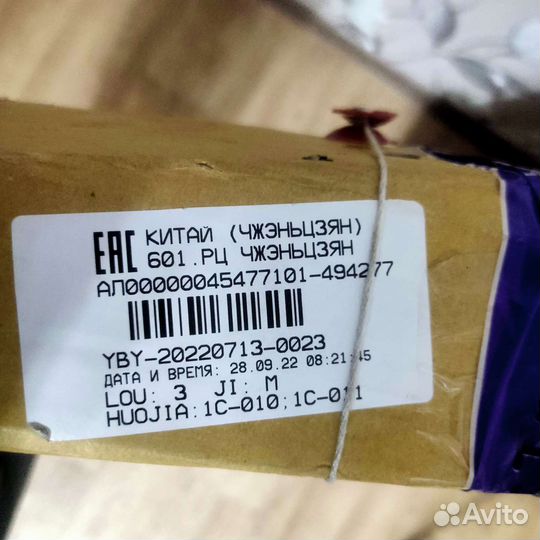 EAC КИТАЙ (ЧЖЭНЬЦЗЯН)
601.РЦ ЧЖЭНЬЦЗЯН
АЛ00000045477101-494277
YBY-20220713-0023
ДАТА И ВРЕМЯ: 28.09.22 08:21:45
LOU: 3 JI: M
HUOJIA:1C-010;1C-011
Avito